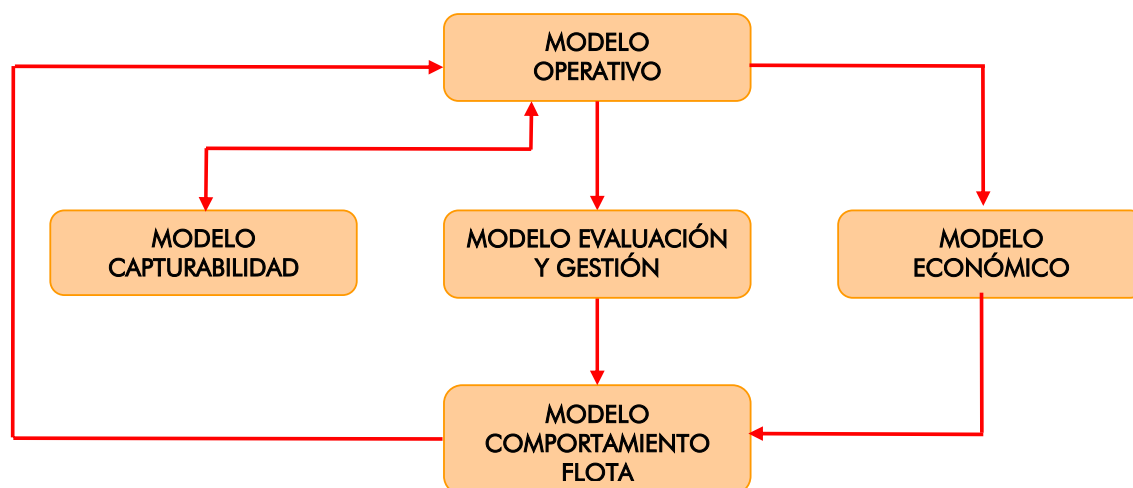 MODELO
OPERATIVO
MODELO
CAPTURABILIDAD
MODELO EVALUACIÓN
Y GESTIÓN
MODELO
ECONÓMICO
MODELO
COMPORTAMIENTO
FLOTA